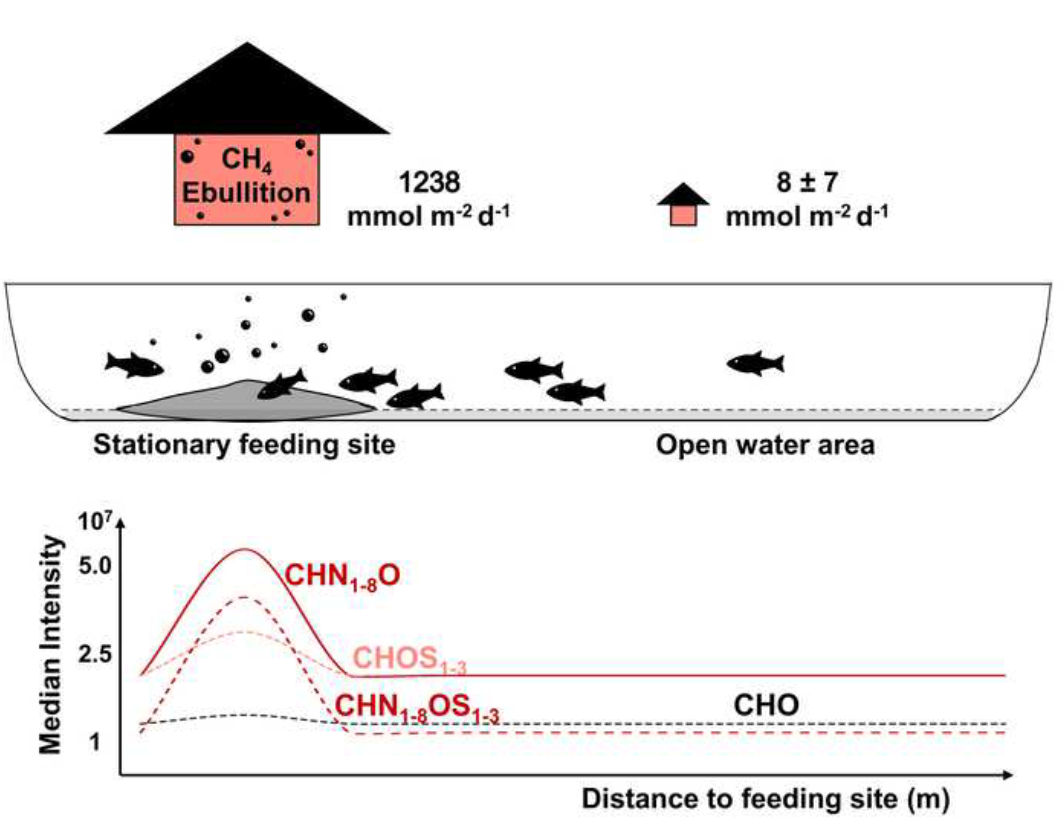 CH₄
Ebullition
1238
mmol m⁻² d⁻¹
8 ± 7
mmol m⁻² d⁻¹
Stationary feeding site
Open water area
10⁷
5.0
2.5
1
Median Intensity
CHN₁₋₈O
CHOS₁₋₃
CHN₁₋₈OS₁₋₃
CHO
Distance to feeding site (m)